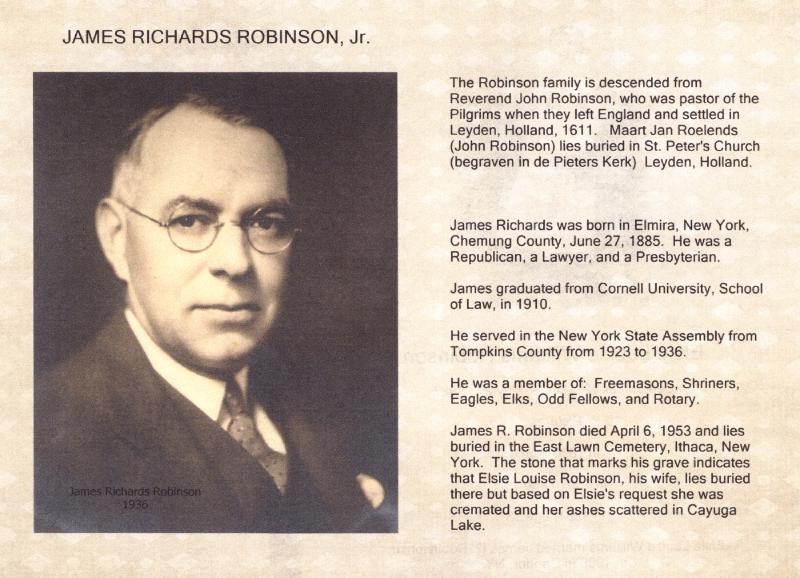 JAMES RICHARDS ROBINSON, Jr.
The Robinson family is descended from
Reverend John Robinson, who was pastor of the
Pilgrims when they left England and settled in
Leyden, Holland, 1611. Maart Jan Roelends
(John Robinson) lies buried in St. Peter's Church
(begraven in de Pieters Kerk) Leyden, Holland.
James Richards was born in Elmira, New York,
Chemung County, June 27, 1885. He was a
Republican, a Lawyer, and a Presbyterian.
James graduated from Cornell University, School
of Law, in 1910.
He served in the New York State Assembly from
Tompkins County from 1923 to 1936.
He was a member of: Freemasons, Shriners,
Eagles, Elks, Odd Fellows, and Rotary.
James R. Robinson died April 6, 1953 and lies
buried in the East Lawn Cemetery, Ithaca, New
York. The stone that marks his grave indicates
that Elsie Louise Robinson, his wife, lies buried
there but based on Elsie's request she was
cremated and her ashes scattered in Cayuga
Lake.
James Richards Robinson
1936